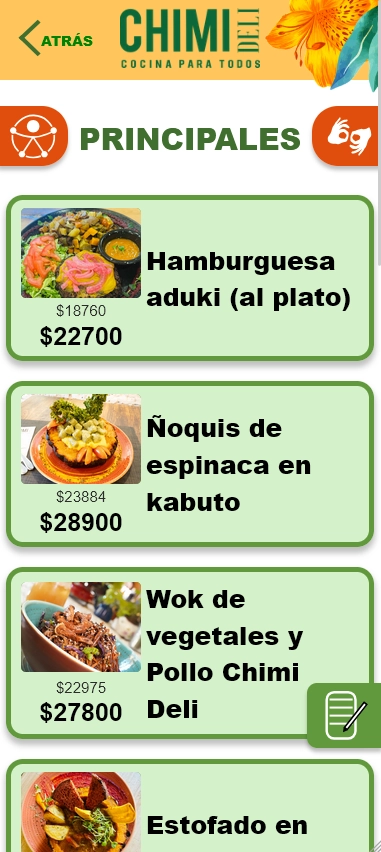 ATRÁS
CHIMI
DELI
COCINA PARA TODOS
PRINCIPALES
$18760
$22700
Hamburguesa
aduki (al plato)
$23884
$28900
Ñoquis de
espinaca en
kabuto
$22975
$27800
Wok de
vegetales y
Pollo Chimi
Deli
Estofado en